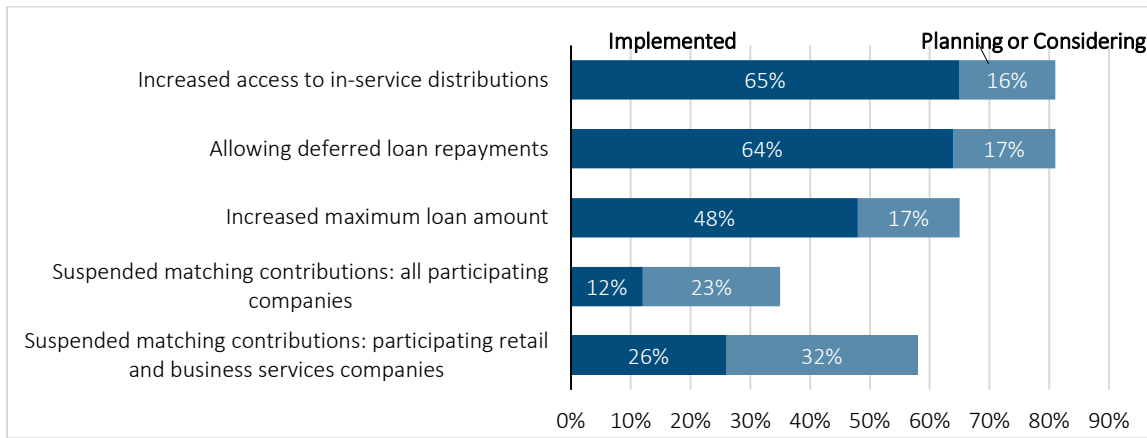 Implemented
Planning or Considering
Increased access to in-service distributions
65%
16%
Allowing deferred loan repayments
64%
17%
Increased maximum loan amount
48%
17%
Suspended matching contributions: all participating
companies
12%
23%
Suspended matching contributions: participating retail
and business services companies
26%
32%
0% 10% 20% 30% 40% 50% 60% 70% 80% 90%